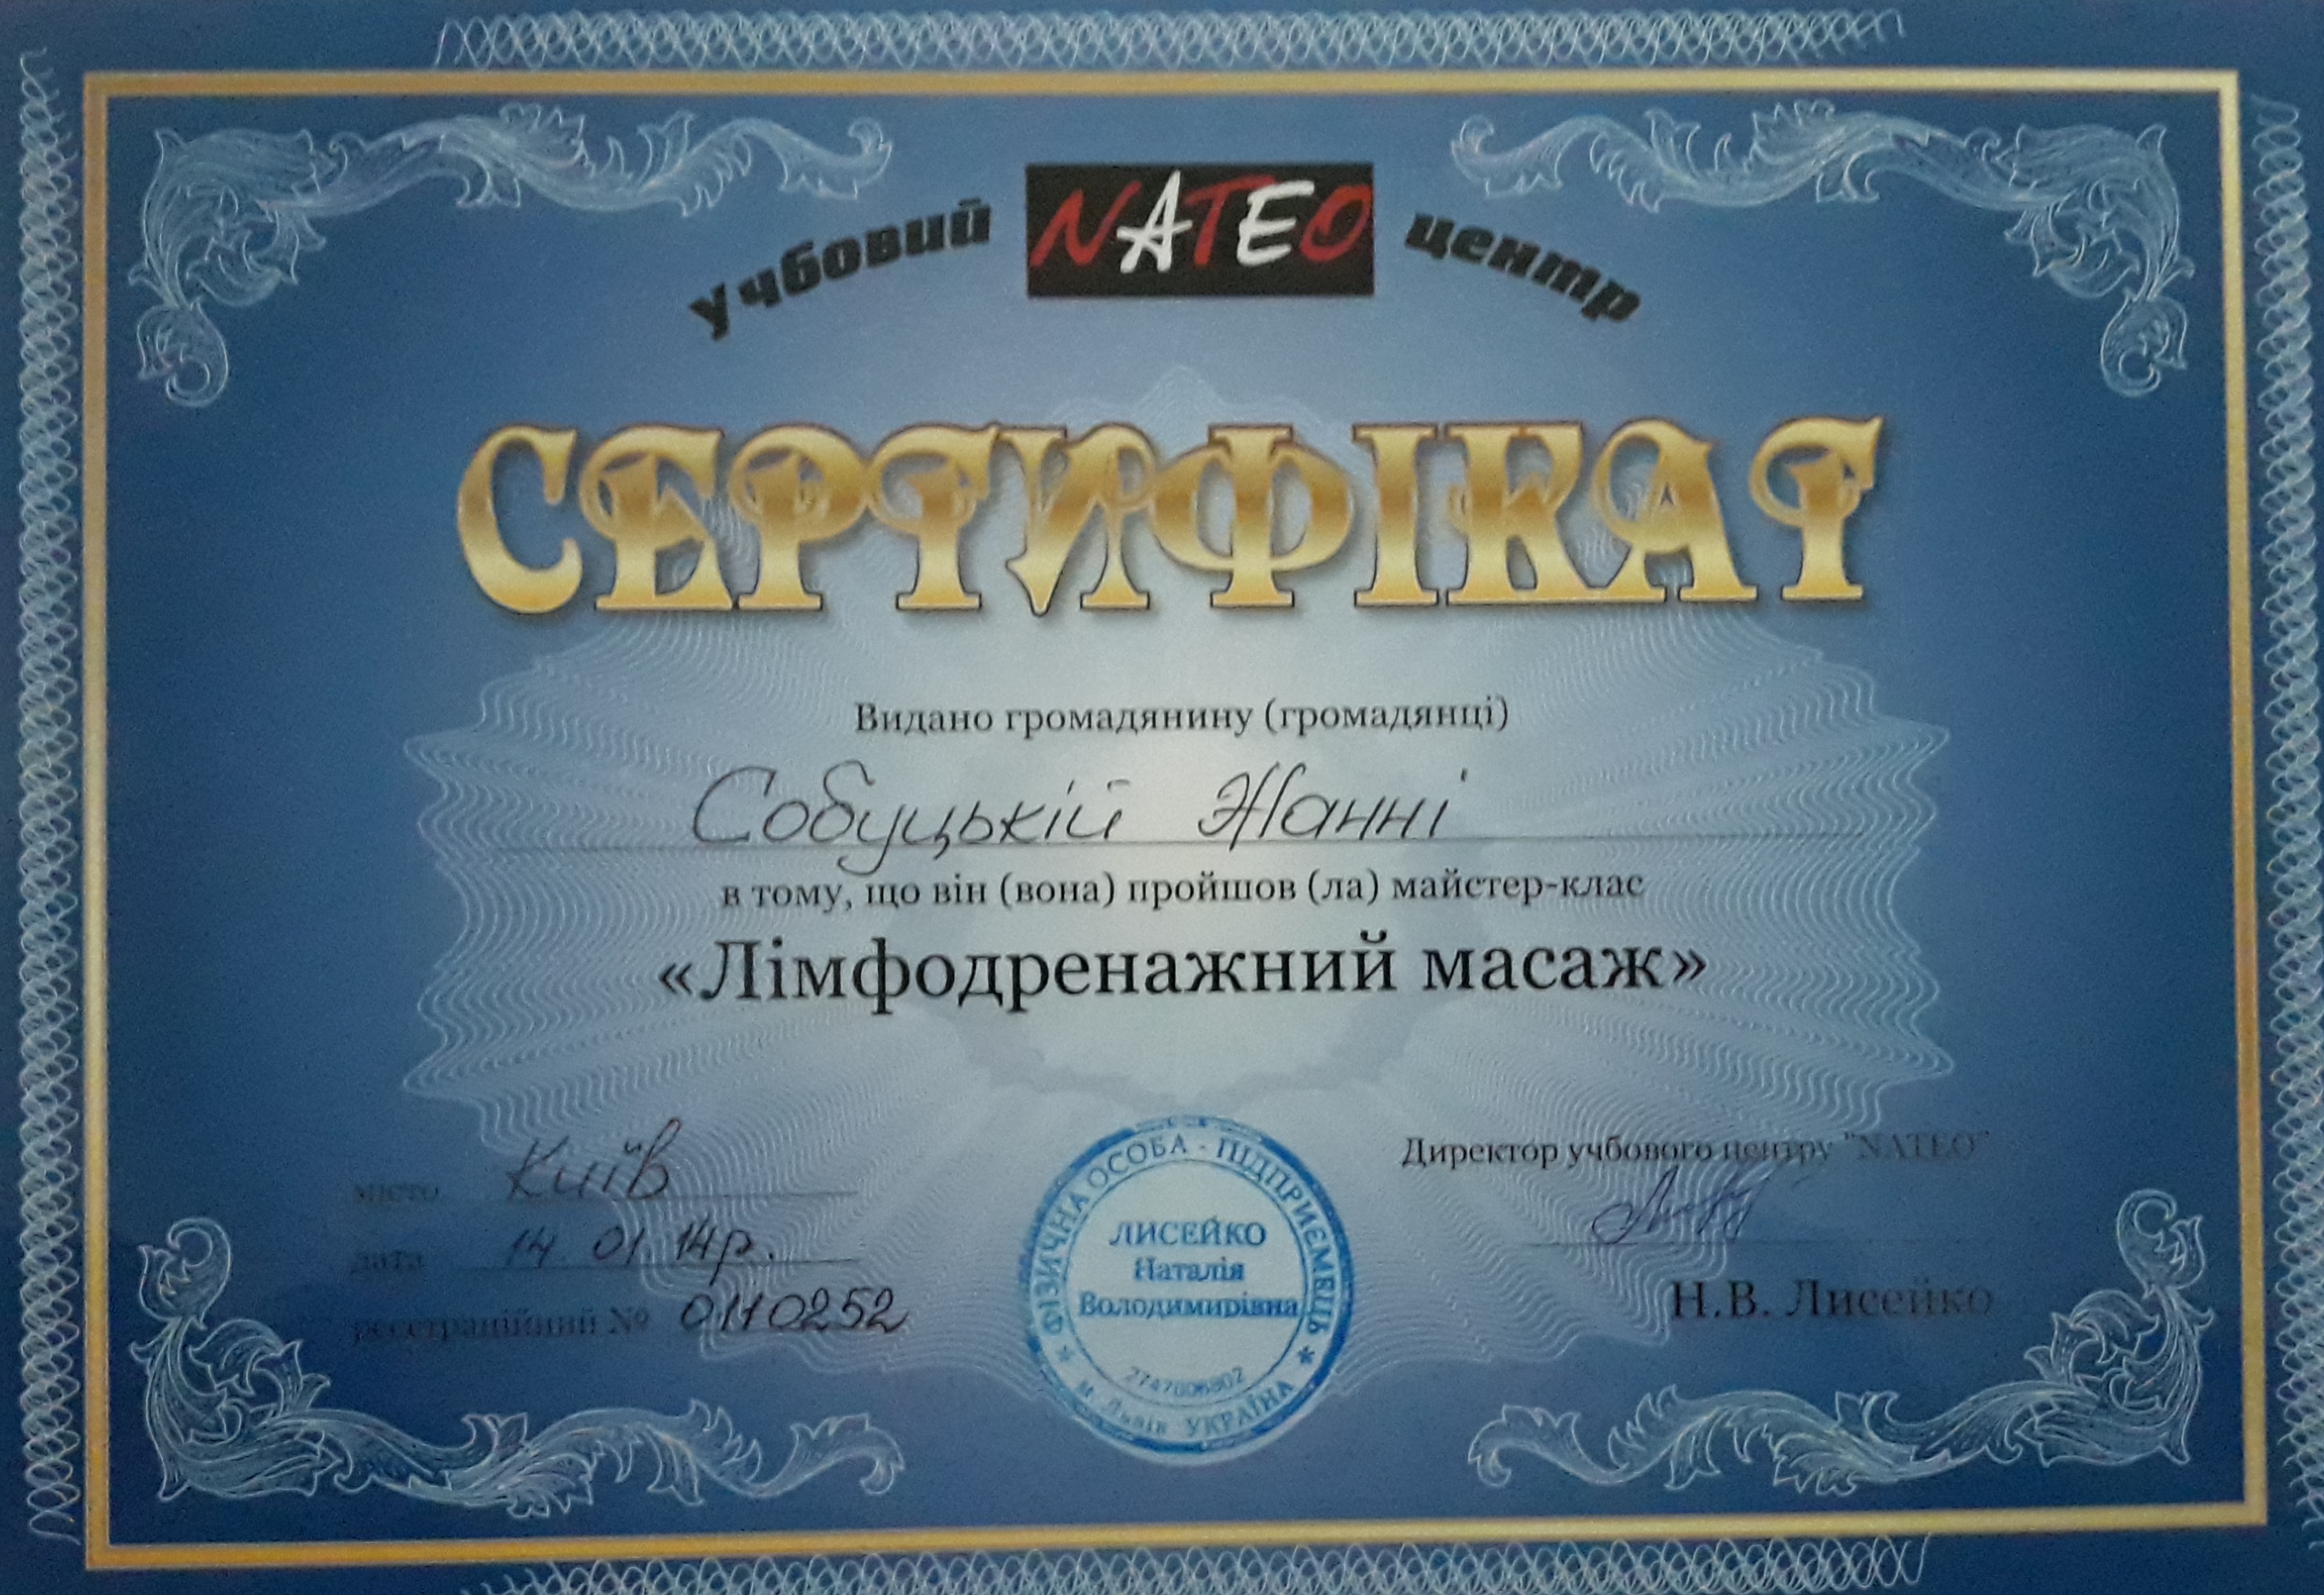 учбовий NATEO центр
СЕРТИФІКАТ
Видано громадянину (громадянці)
Собуцькій Жанні
в тому, що він (вона) пройшов (ла) майстер-клас
«Лімфодренажний масаж»
місто Київ
дата 14. 01. 14р.
реєстраційний № 0110252
ФІЗИЧНА ОСОБА - ПІДПРИЄМЕЦЬ
ЛИСЕЙКО
Наталія
Володимирівна
м. Львів УКРАЇНА
Директор учбового центру "NATEO"
Н.В. Лисейко